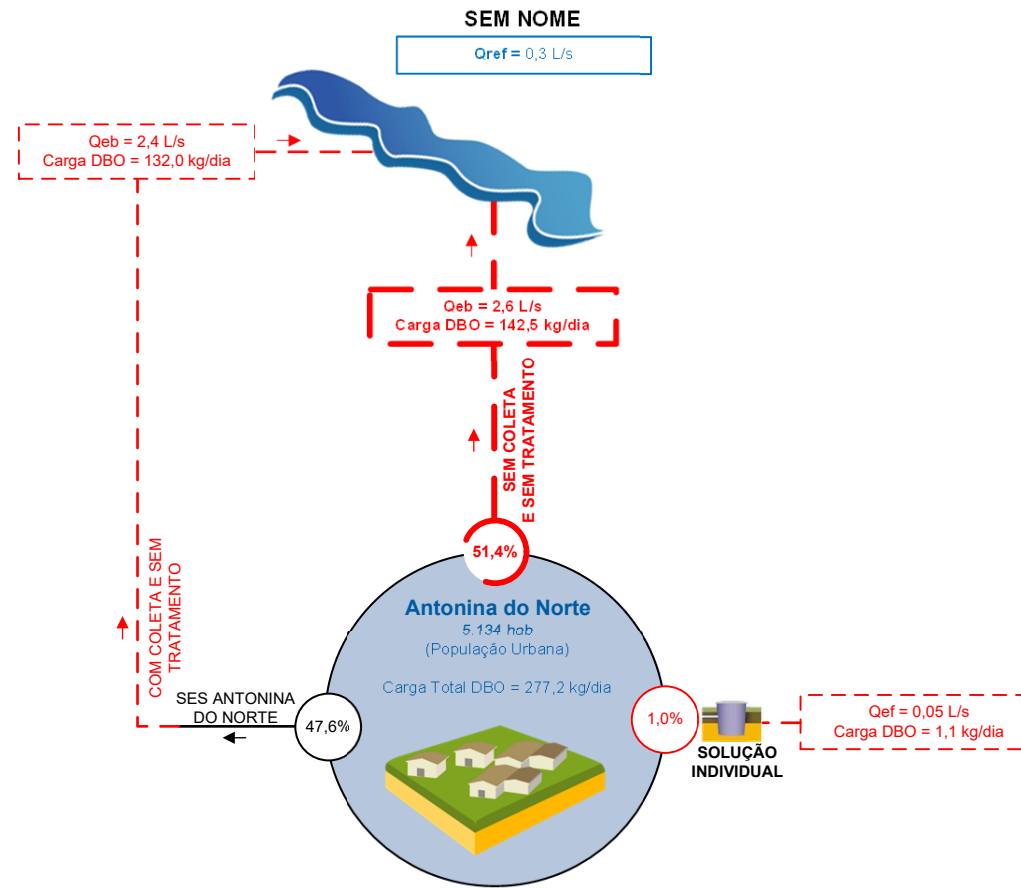 SEM NOME
Qref = 0,3 L/s
Qeb = 2,4 L/s
Carga DBO = 132,0 kg/dia
Qeb = 2,6 L/s
Carga DBO = 142,5 kg/dia
SEM COLETA
E SEM TRATAMENTO
COM COLETA E SEM
TRATAMENTO
51,4%
Antonina do Norte
5.134 hab
(População Urbana)
Carga Total DBO = 277,2 kg/dia
SES ANTONINA
DO NORTE
47,6%
1,0%
SOLUÇÃO
INDIVIDUAL
Qef = 0,05 L/s
Carga DBO = 1,1 kg/dia